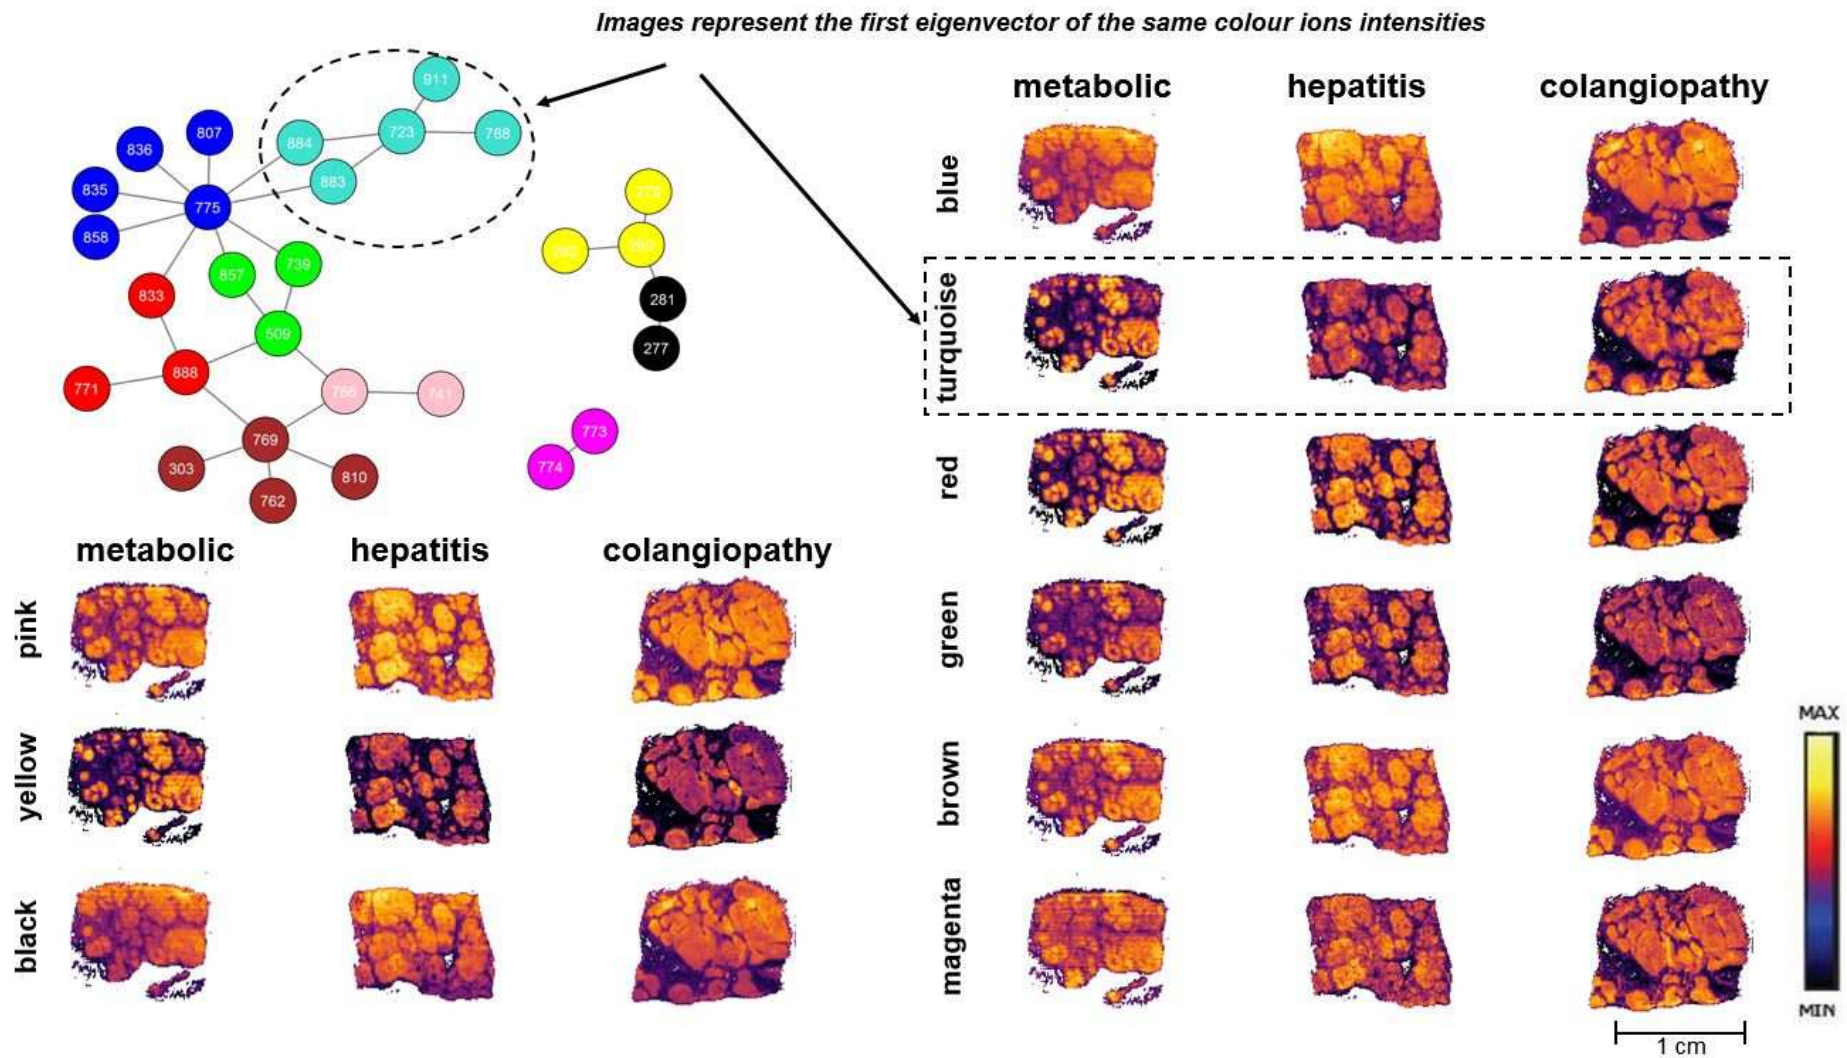 Images represent the first eigenvector of the same colour ions intensities
911
884
723
768
883
807
836
835
775
858
857
739
833
509
888
771
741
769
303
762
810
281
277
773
774
metabolic
hepatitis
colangiopathy
blue
turquoise
red
green
brown
magenta
metabolic
hepatitis
colangiopathy
pink
yellow
black
MAX
MIN
1 cm